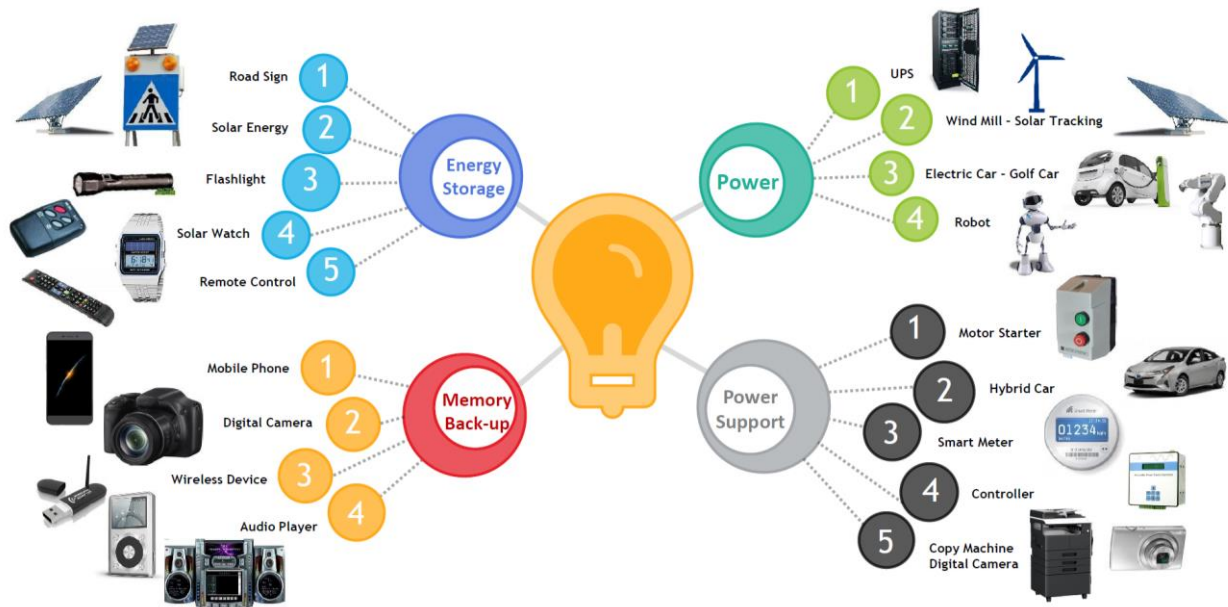 Energy
Storage
1
Road Sign
2
Solar Energy
3
Flashlight
4
Solar Watch
5
Remote Control
Power
1
UPS
2
Wind Mill - Solar Tracking
3
Electric Car - Golf Car
4
Robot
Memory
Back-up
1
Mobile Phone
2
Digital Camera
3
Wireless Device
4
Audio Player
Power
Support
1
Motor Starter
2
Hybrid Car
3
Smart Meter
4
Controller
5
Copy Machine
Digital Camera
01234